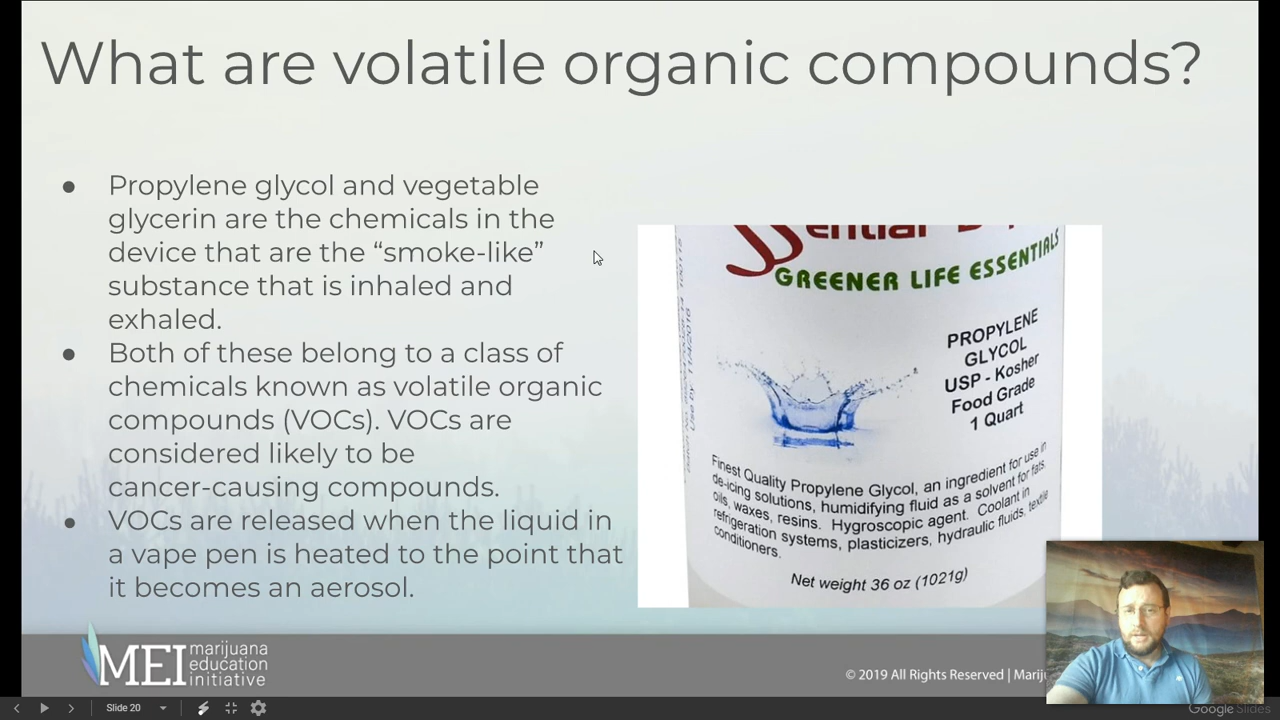 What are volatile organic compounds?
● Propylene glycol and vegetable
glycerin are the chemicals in the
device that are the “smoke-like”
substance that is inhaled and
exhaled.
● Both of these belong to a class of
chemicals known as volatile organic
compounds (VOCs). VOCs are
considered likely to be
cancer-causing compounds.
● VOCs are released when the liquid in
a vape pen is heated to the point that
it becomes an aerosol.
GREENER LIFE ESSENTIALS
PROPYLENE
GLYCOL
USP - Kosher
Food Grade
1 Quart
Finest Quality Propylene Glycol, an ingredient for use in
de-icing solutions, humidifying fluid as a solvent for fats,
oils, waxes, resins. Hygroscopic agent. Coolant in
refrigeration systems, plasticizers, hydraulic fluids, textile
conditioners.
Net weight 36 oz (1021g)
MEI marijuana
education
initiative
© 2019 All Rights Reserved |
Slide 20
Google Slides